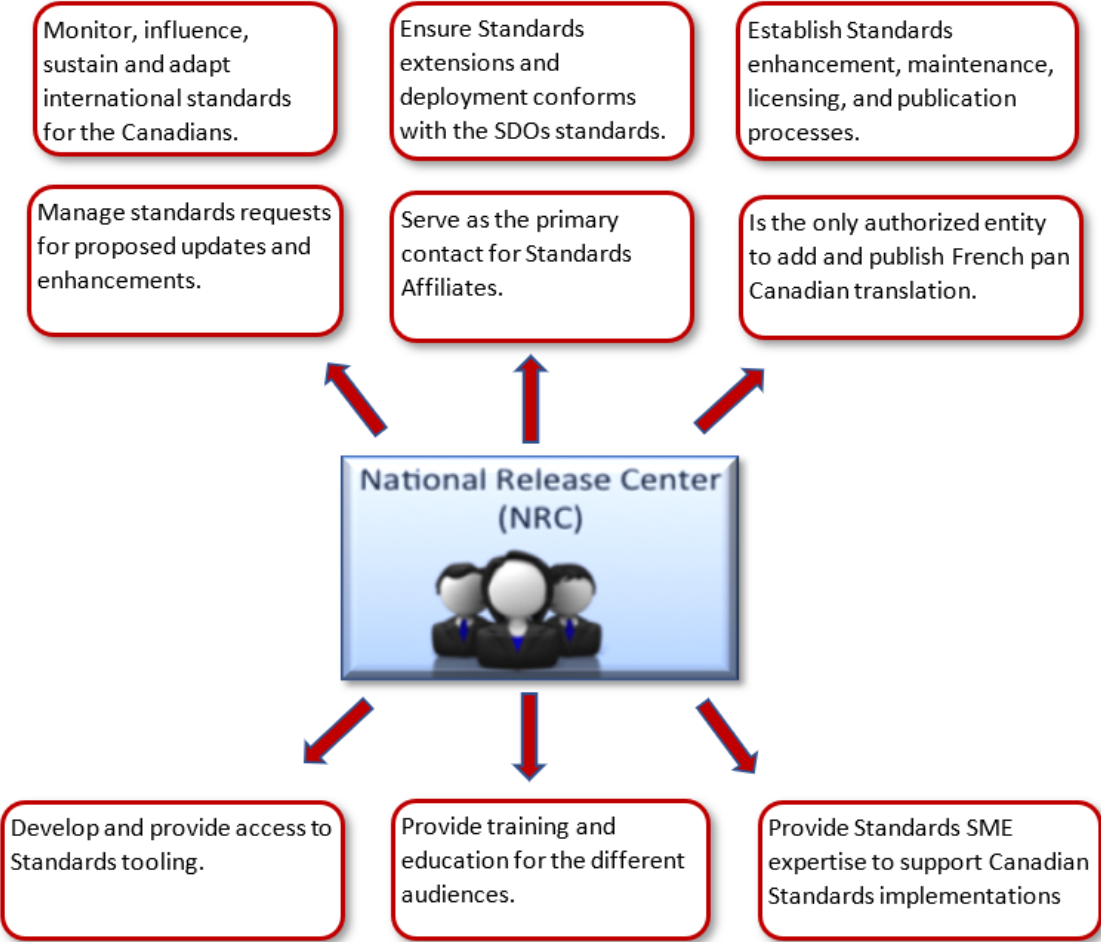 Monitor, influence,
sustain and adapt
international standards
for the Canadians.
Ensure Standards
extensions and
deployment conforms
with the SDOs standards.
Establish Standards
enhancement, maintenance,
licensing, and publication
processes.
Manage standards requests
for proposed updates and
enhancements.
Serve as the primary
contact for Standards
Affiliates.
Is the only authorized entity
to add and publish French pan
Canadian translation.
National Release Center
(NRC)
Develop and provide access to
Standards tooling.
Provide training and
education for the different
audiences.
Provide Standards SME
expertise to support Canadian
Standards implementations